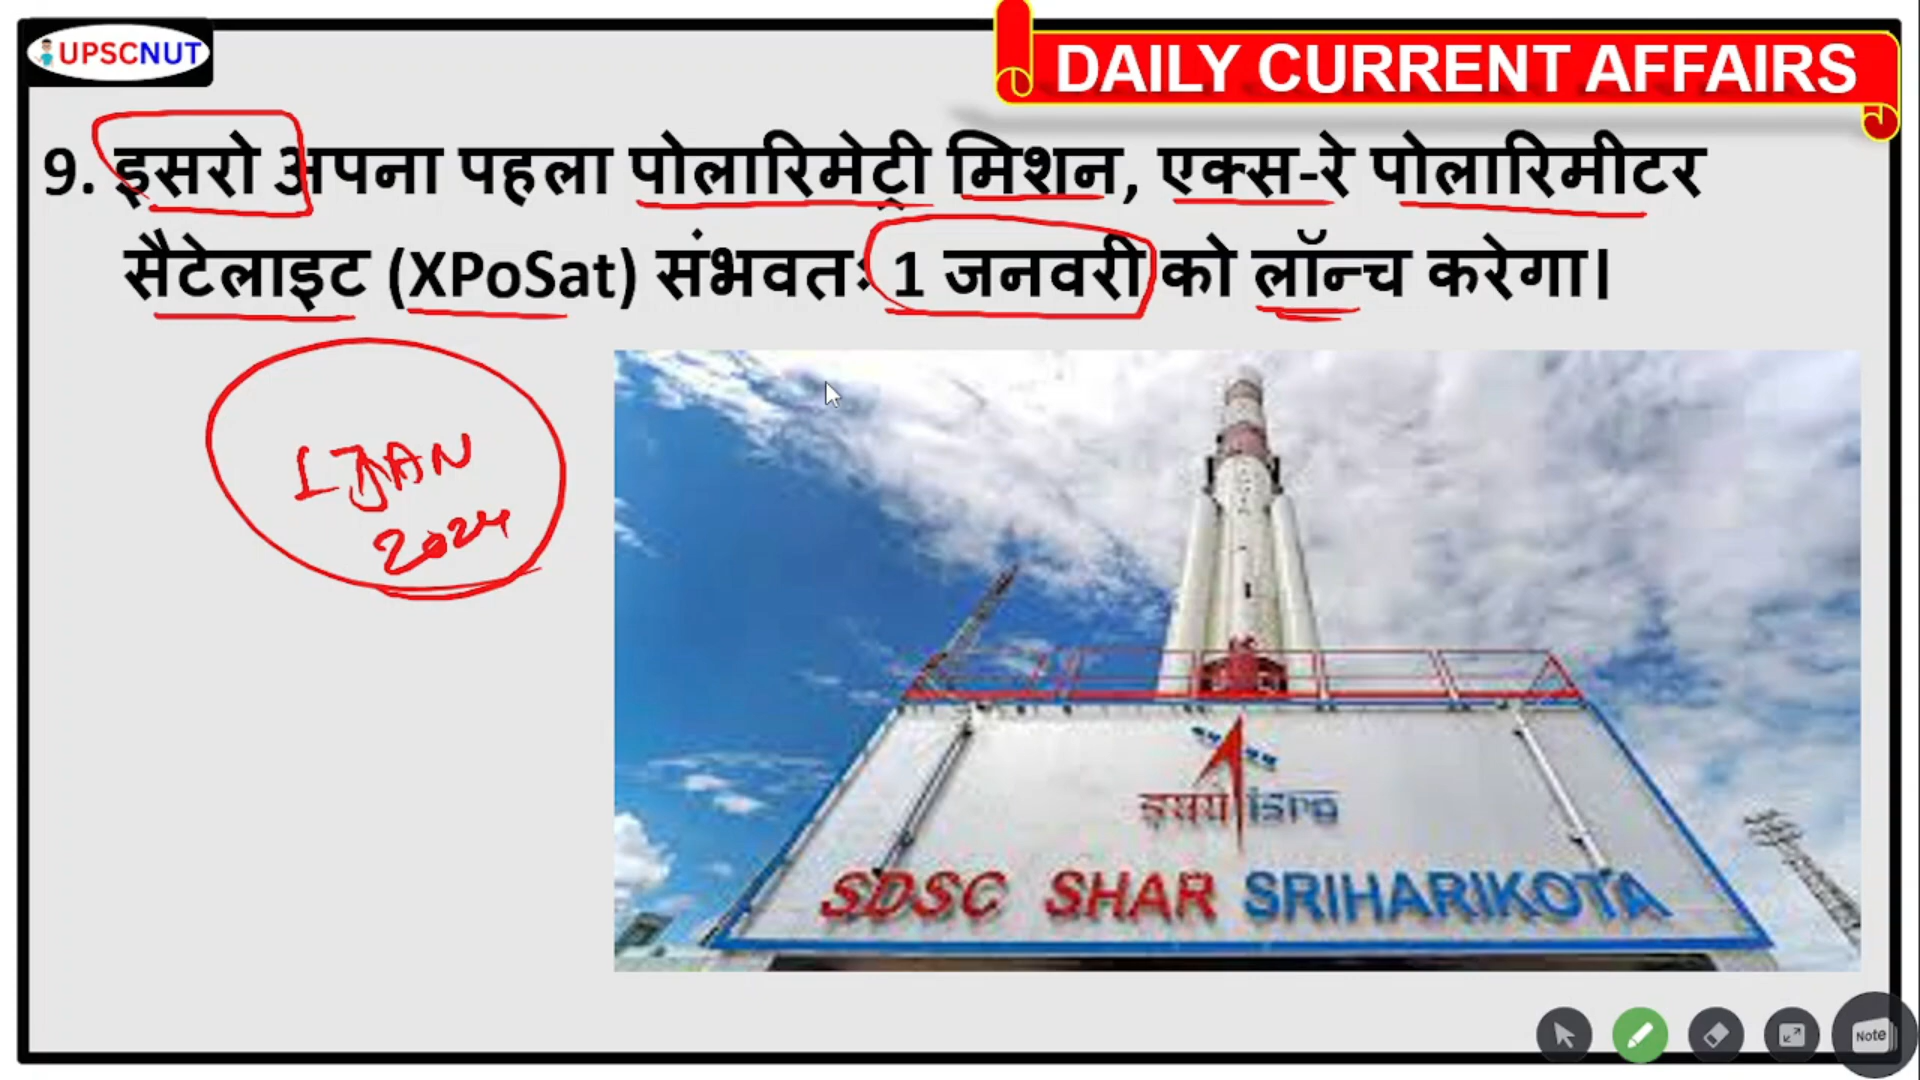 UPSCNUT
DAILY CURRENT AFFAIRS
9. इसरो अपना पहला पोलारिमेट्री मिशन, एक्स-रे पोलारिमीटर
सैटेलाइट (XPoSat) संभवतः 1 जनवरी को लॉन्च करेगा।
1 JAN
2024
इसरो isro
SDSC SHAR SRIHARIKOTA
Note